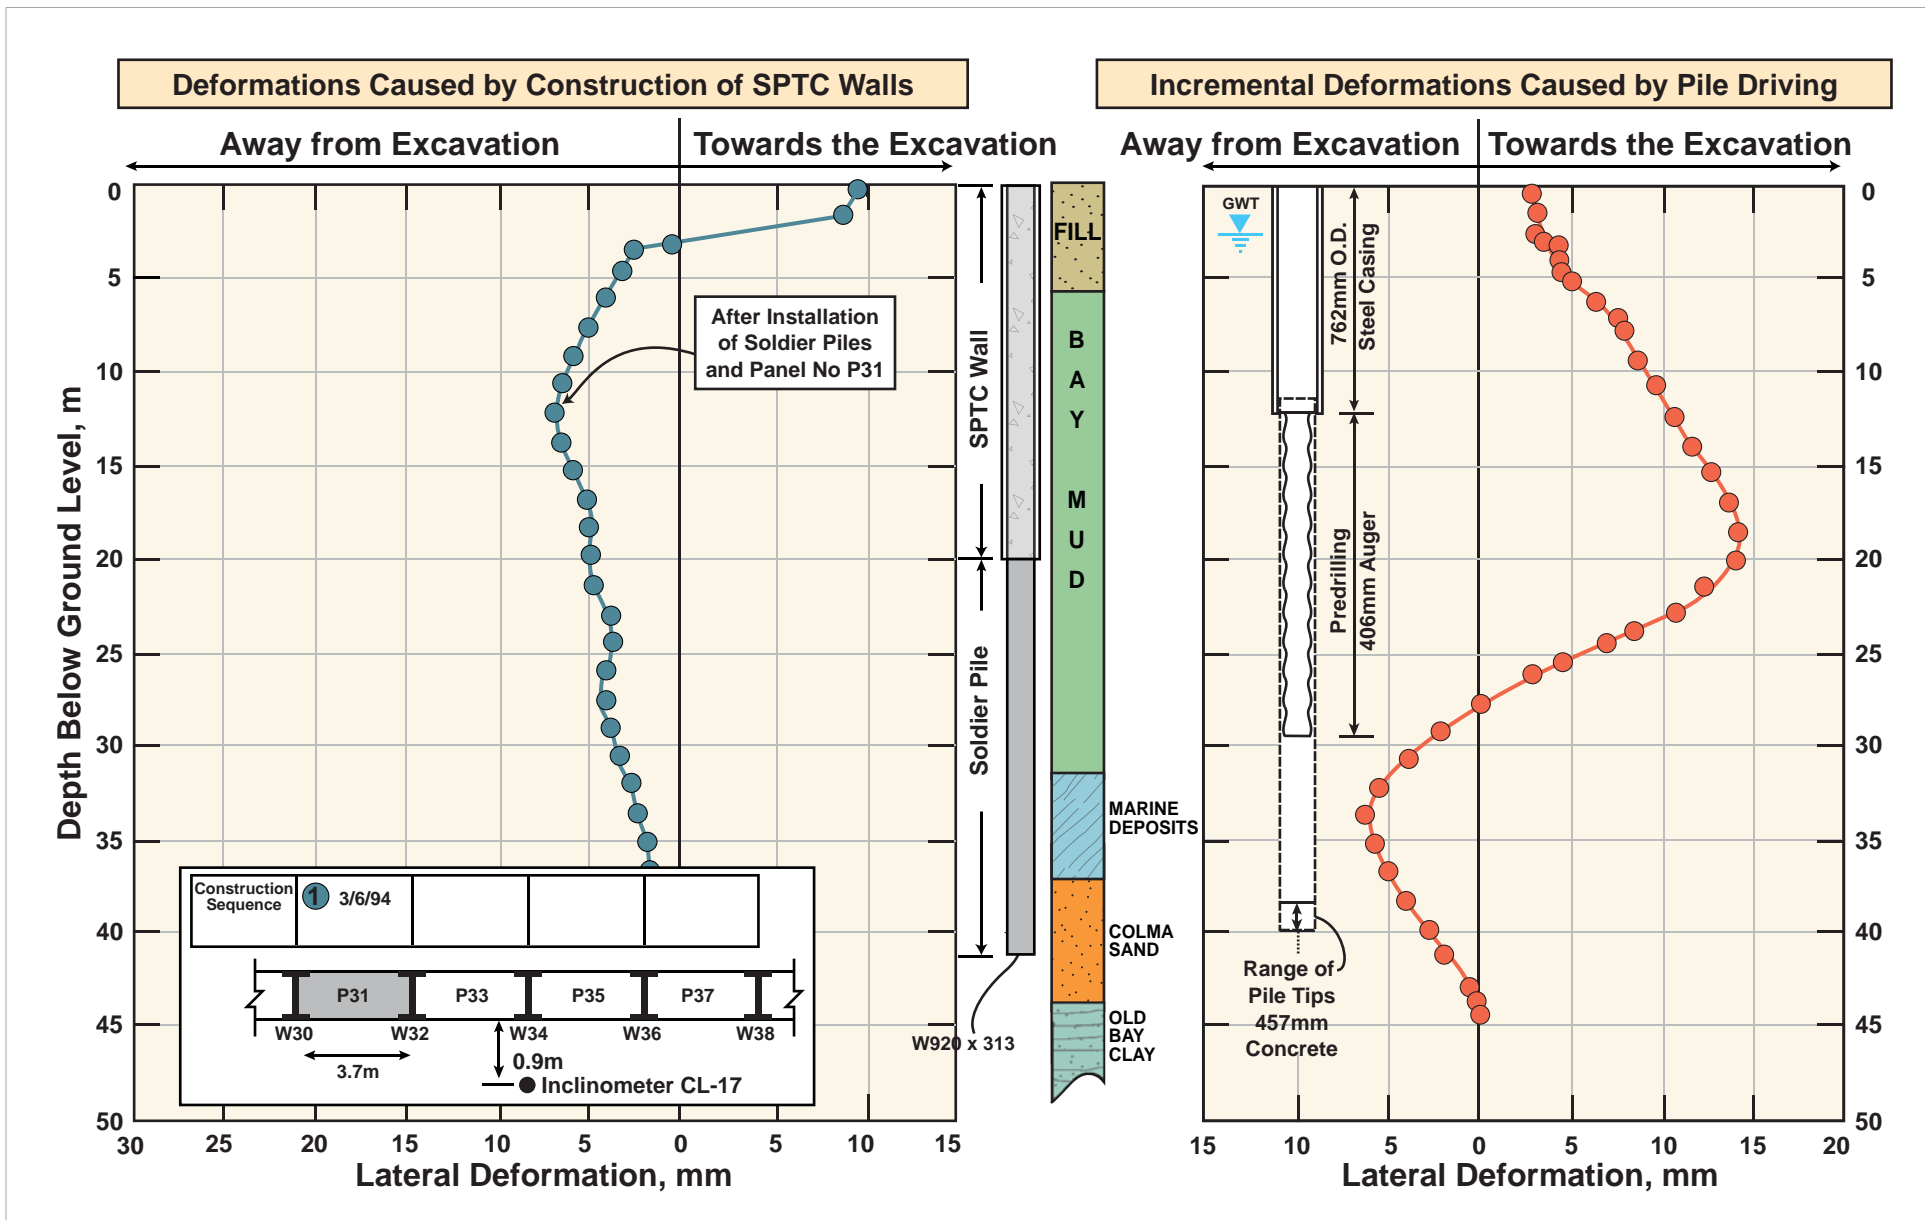 Deformations Caused by Construction of SPTC Walls
Incremental Deformations Caused by Pile Driving
Away from Excavation
Towards the Excavation
Away from Excavation
Towards the Excavation
Depth Below Ground Level, m
0
5
10
15
20
25
30
35
40
45
50
30
25
20
15
10
5
0
5
10
15
Lateral Deformation, mm
After Installation
of Soldier Piles
and Panel No P31
Construction
Sequence
1
3/6/94
P31
P33
P35
P37
W30
W32
W34
W36
W38
3.7m
0.9m
Inclinometer CL-17
SPTC Wall
Soldier Pile
W920 x 313
FILL
B
A
Y
M
U
D
MARINE
DEPOSITS
COLMA
SAND
OLD
BAY
CLAY
GWT
762mm O.D.
Steel Casing
Predrilling
406mm Auger
Range of
Pile Tips
457mm
Concrete
0
5
10
15
20
25
30
35
40
45
50
15
10
5
0
5
10
15
20
Lateral Deformation, mm